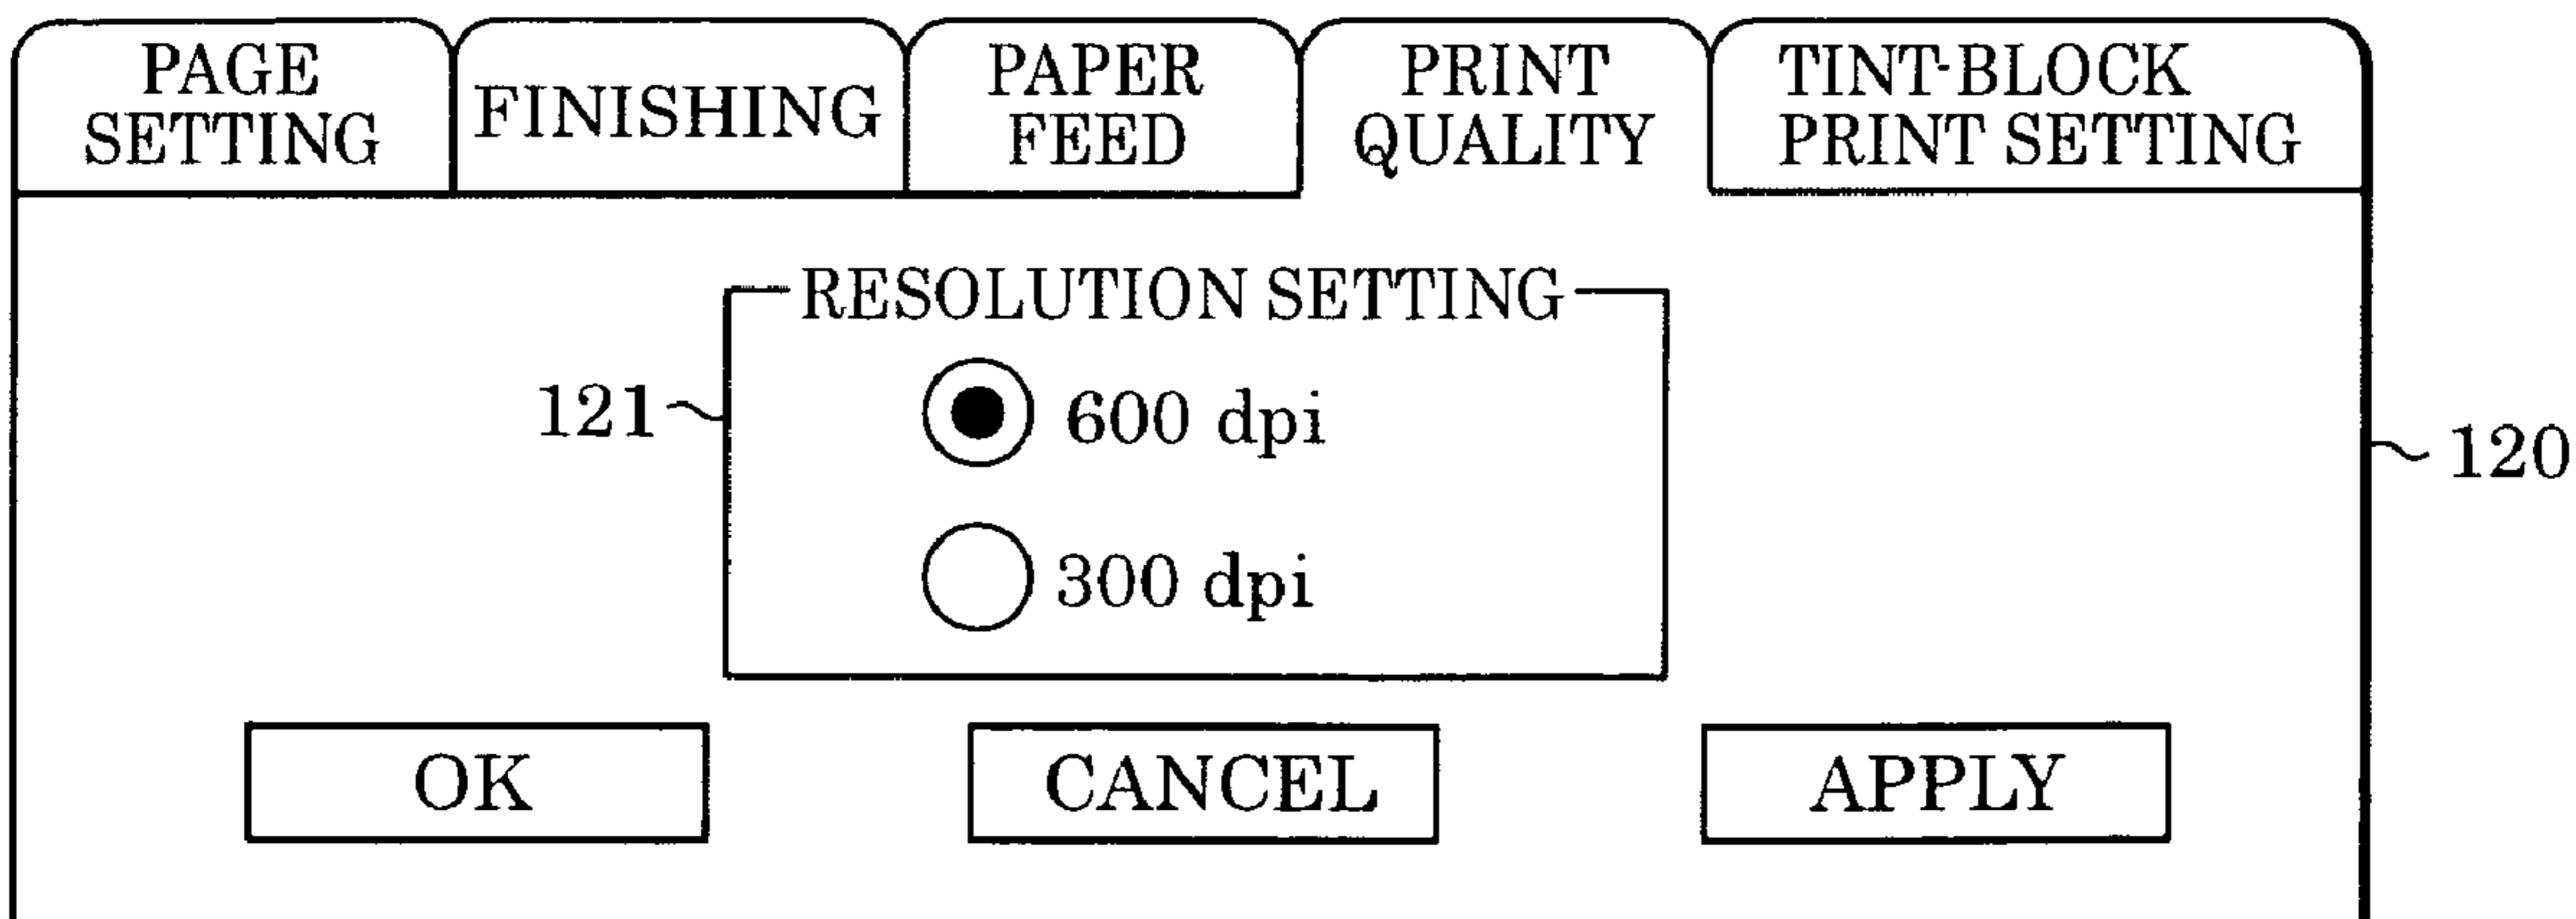 PAGE
SETTING
FINISHING
PAPER
FEED
PRINT
QUALITY
TINT-BLOCK
PRINT SETTING
RESOLUTION SETTING
121
600 dpi
120
300 dpi
OK
CANCEL
APPLY